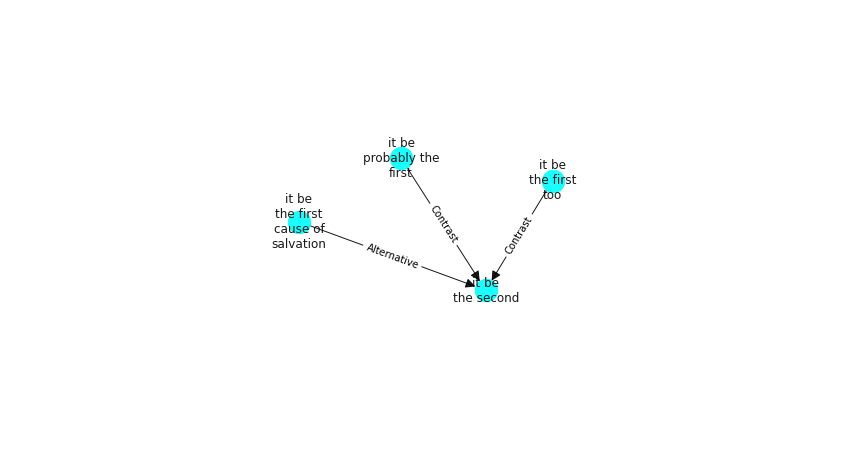 it be
probably the
first
it be
the first
too
it be
the first
cause of
salvation
Contrast
Contrast
Alternative
it be
the second